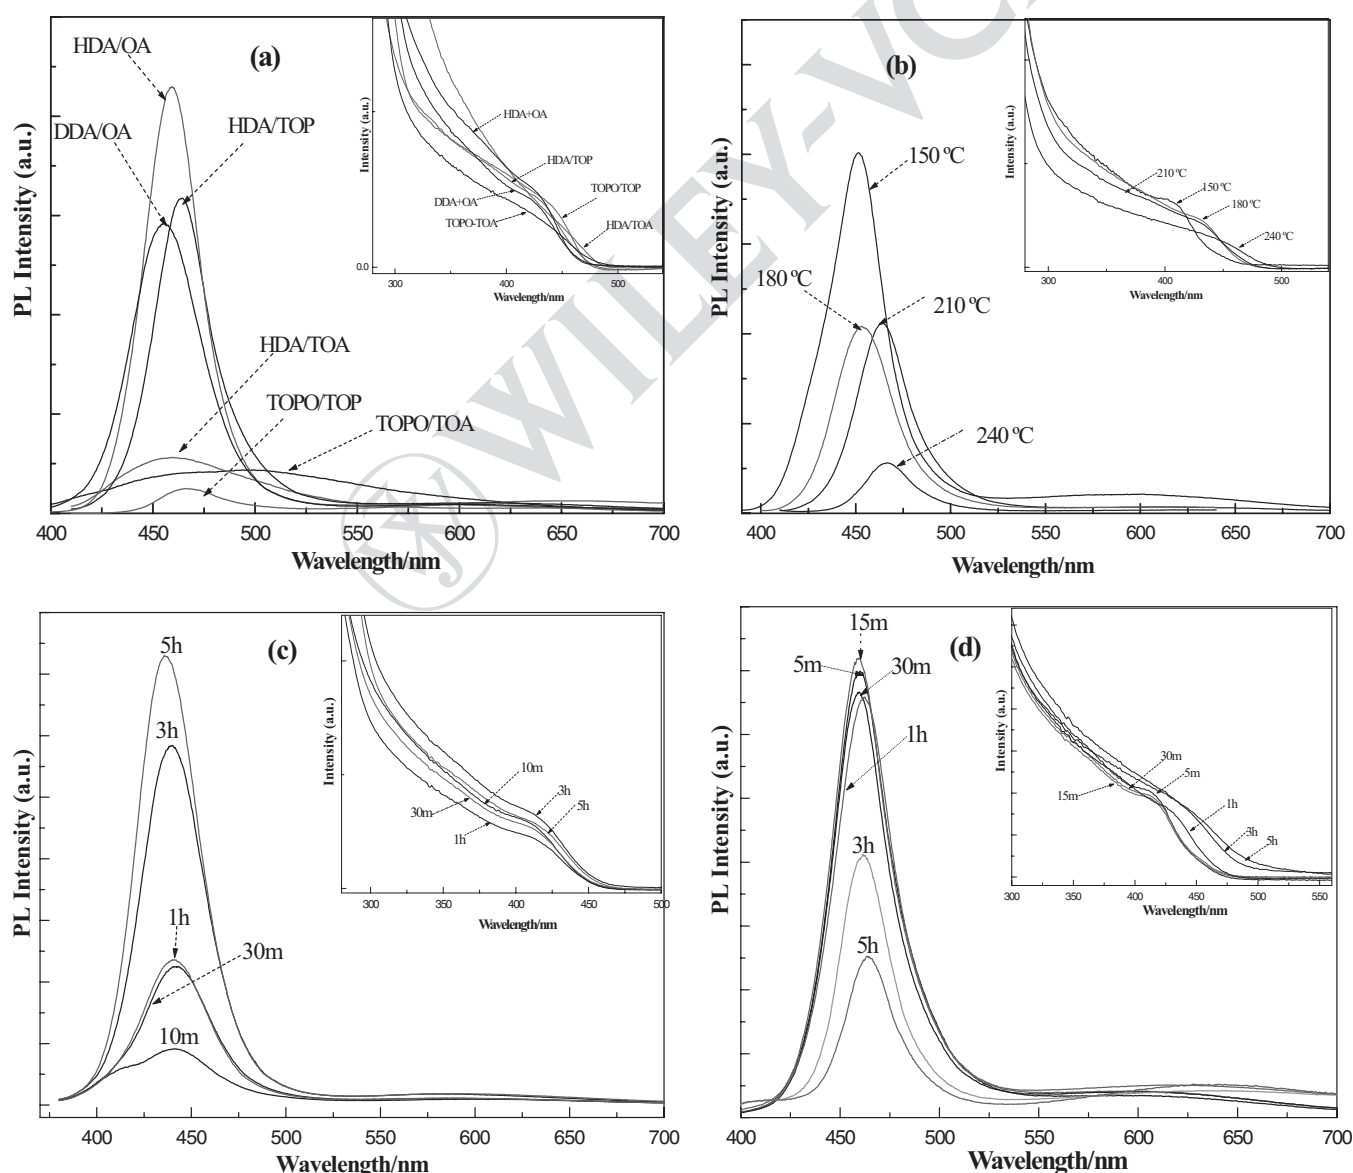 HDA/OA
(a)
DDA/OA
HDA/TOP
HDA/TOA
TOPO/TOP
TOPO/TOA
PL Intensity (a.u.)
400 450 500 550 600 650 700
Wavelength/nm
Intensity (a.u.)
HDA+OA
HDA/TOP
DDA+OA
TOPO/TOP
TOPO-TOA
HDA/TOA
0.0
300 400 500
Wavelength/nm
(b)
150 ºC
180 ºC
210 ºC
240 ºC
PL Intensity (a.u.)
400 450 500 550 600 650 700
Wavelength/nm
Intensity (a.u.)
210 ºC
150 ºC
180 ºC
240 ºC
300 400 500
Wavelength/nm
WILEY-VC
5h
(c)
3h
1h
30m
10m
PL Intensity (a.u.)
400 450 500 550 600 650 700
Wavelength/nm
Intensity (a.u.)
10m
3h
30m
5h
1h
300 350 400 450 500
Wavelength/nm
15m
(d)
5m
30m
1h
3h
5h
PL Intensity (a.u.)
400 450 500 550 600 650 700
Wavelength/nm
Intensity (a.u.)
30m
5m
15m
1h
3h
5h
300 350 400 450 500 550
Wavelength/nm